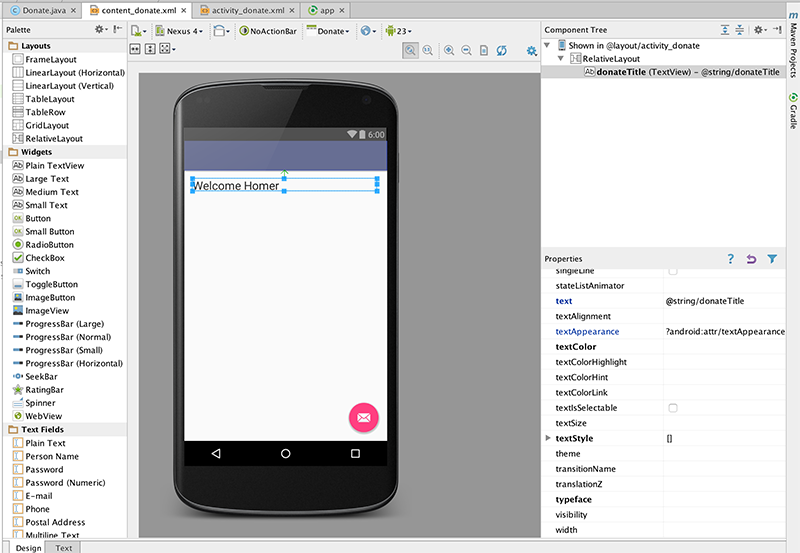 Donate.java
content_donate.xml
activity_donate.xml
app
Palette
Nexus 4
NoActionBar
Donate
23
Component Tree
Layouts
FrameLayout
LinearLayout (Horizontal)
LinearLayout (Vertical)
TableLayout
TableRow
GridLayout
RelativeLayout
Widgets
Plain TextView
Large Text
Medium Text
Small Text
Button
Small Button
RadioButton
CheckBox
Switch
ToggleButton
ImageButton
ImageView
ProgressBar (Large)
ProgressBar (Normal)
ProgressBar (Small)
ProgressBar (Horizontal)
SeekBar
RatingBar
Spinner
WebView
Text Fields
Plain Text
Person Name
Password
Password (Numeric)
E-mail
Phone
Postal Address
Multiline Text
Design
Text
6:00
Welcome Homer
Shown in @layout/activity_donate
RelativeLayout
Ab donateTitle (TextView) – @string/donateTitle
Properties
singleLine
stateListAnimator
text @string/donateTitle
textAlignment
textAppearance ?android:attr/textAppearance
textColor
textColorHighlight
textColorHint
textColorLink
textIsSelectable
textSize
textStyle []
theme
transitionName
translationZ
typeface
visibility
width
Maven Projects
Gradle